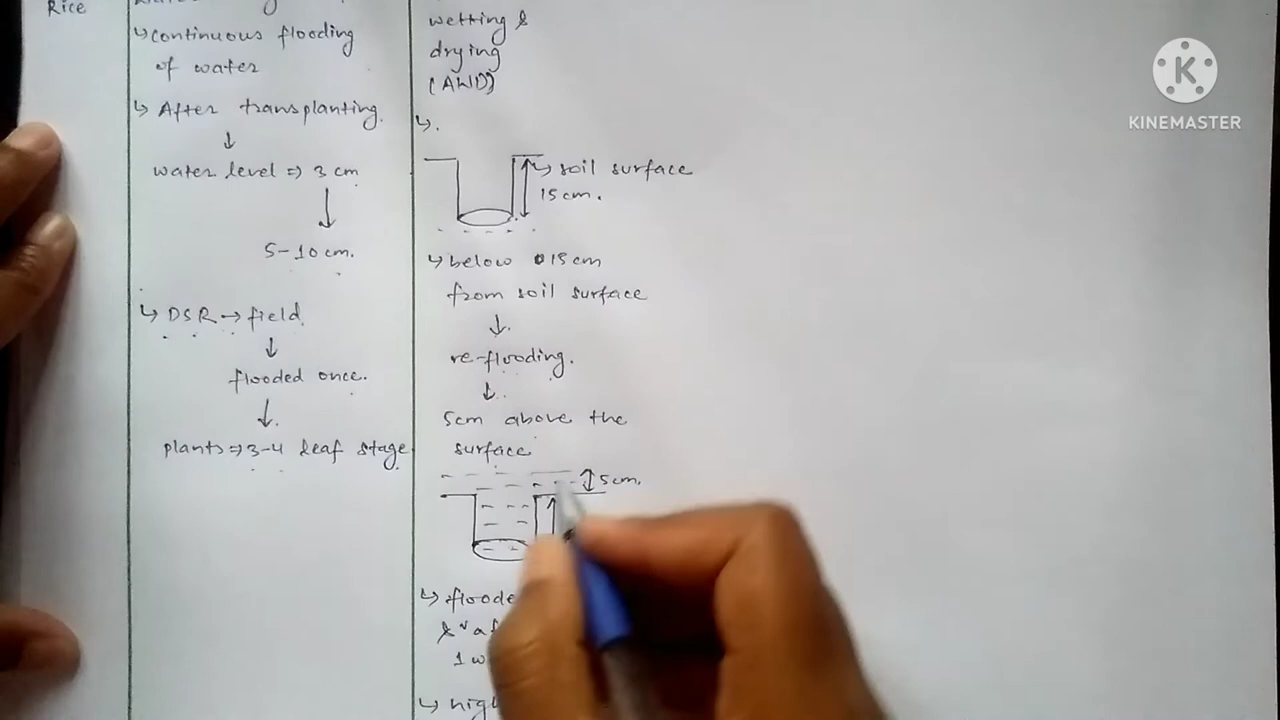 Rice
↳ continuous flooding
of water
↳ After transplanting.
↓
water level ⇒ 3 cm
↓
5-10 cm.
↳ DSR → field
↓
flooded once.
↓
plants ⇒ 3-4 leaf stage
wetting &
drying
(AWD)
↳ soil surface
15 cm.
↳ below 15 cm
from soil surface
↓
re-flooding.
↓
5cm above the
surface
5cm.
↳
&
1
↳
K
KINEMASTER